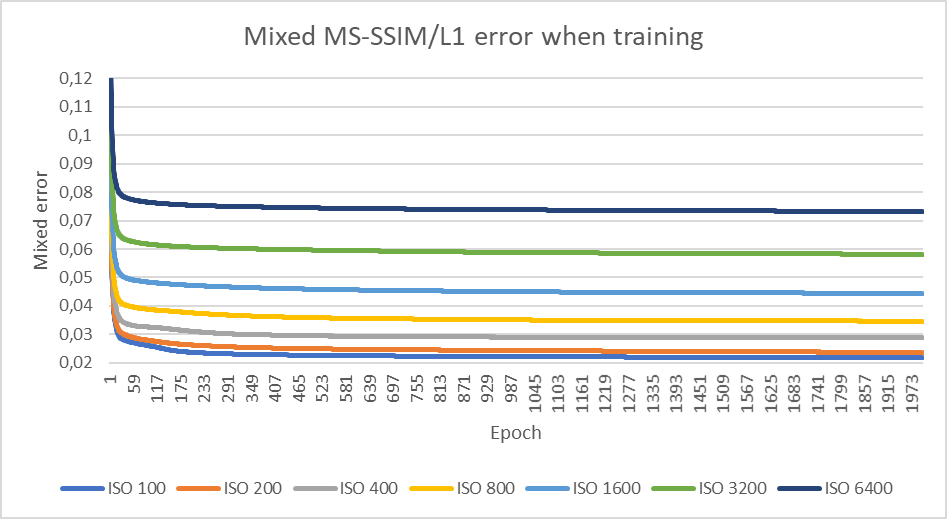 Mixed MS-SSIM/L1 error when training
0,12
0,11
0,1
0,09
0,08
0,07
0,06
0,05
0,04
0,03
0,02
Mixed error
1 59 117 175 233 291 349 407 465 523 581 639 697 755 813 871 929 987 1045 1103 1161 1219 1277 1335 1393 1451 1509 1567 1625 1683 1741 1799 1857 1915 1973
Epoch
ISO 100 ISO 200 ISO 400 ISO 800 ISO 1600 ISO 3200 ISO 6400